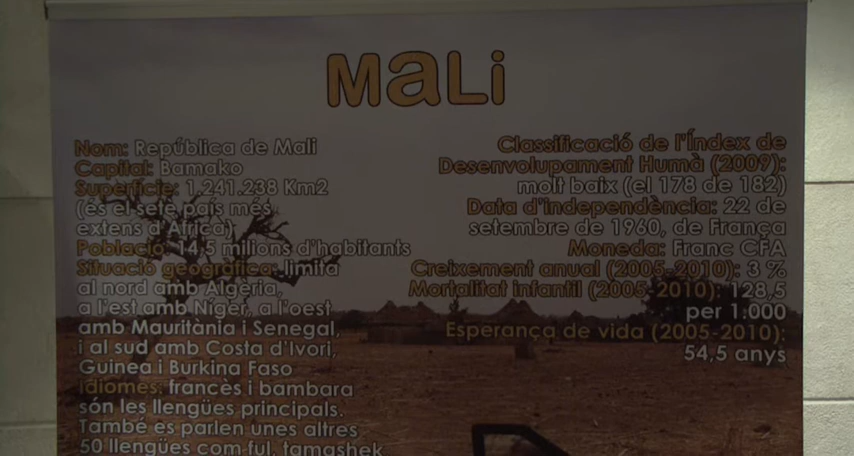 MaLi
Nom: República de Mali
Capital: Bamako
Superfície: 1.241.238 Km2
(és el setè país més
extens d'Àfrica)
Població: 14,5 milions d'habitants
Situació geogràfica: limita
al nord amb Algèria,
a l'est amb Níger, a l'oest
amb Mauritània i Senegal,
i al sud amb Costa d'Ivori,
Guinea i Burkina Faso
Idiomes: francès i bambara
són les llengües principals.
També es parlen unes altres
50 llengües com ful, tamashek
Classificació de l'Índex de
Desenvolupament Humà (2009):
molt baix (el 178 de 182)
Data d'independència: 22 de
setembre de 1960, de França
Moneda: Franc CFA
Creixement anual (2005-2010): 3 %
Mortalitat infantil (2005-2010): 128,5
per 1.000
Esperança de vida (2005-2010):
54,5 anys